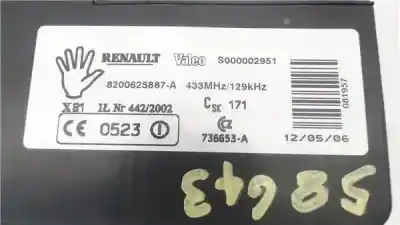 RENAULT Valeo S000002951
8200625887-A 433MHz/129kHz
X81 IL Nr 442/2002 CSK 171
CE 0523 ! 736653-A 12/05/06
081957
58643